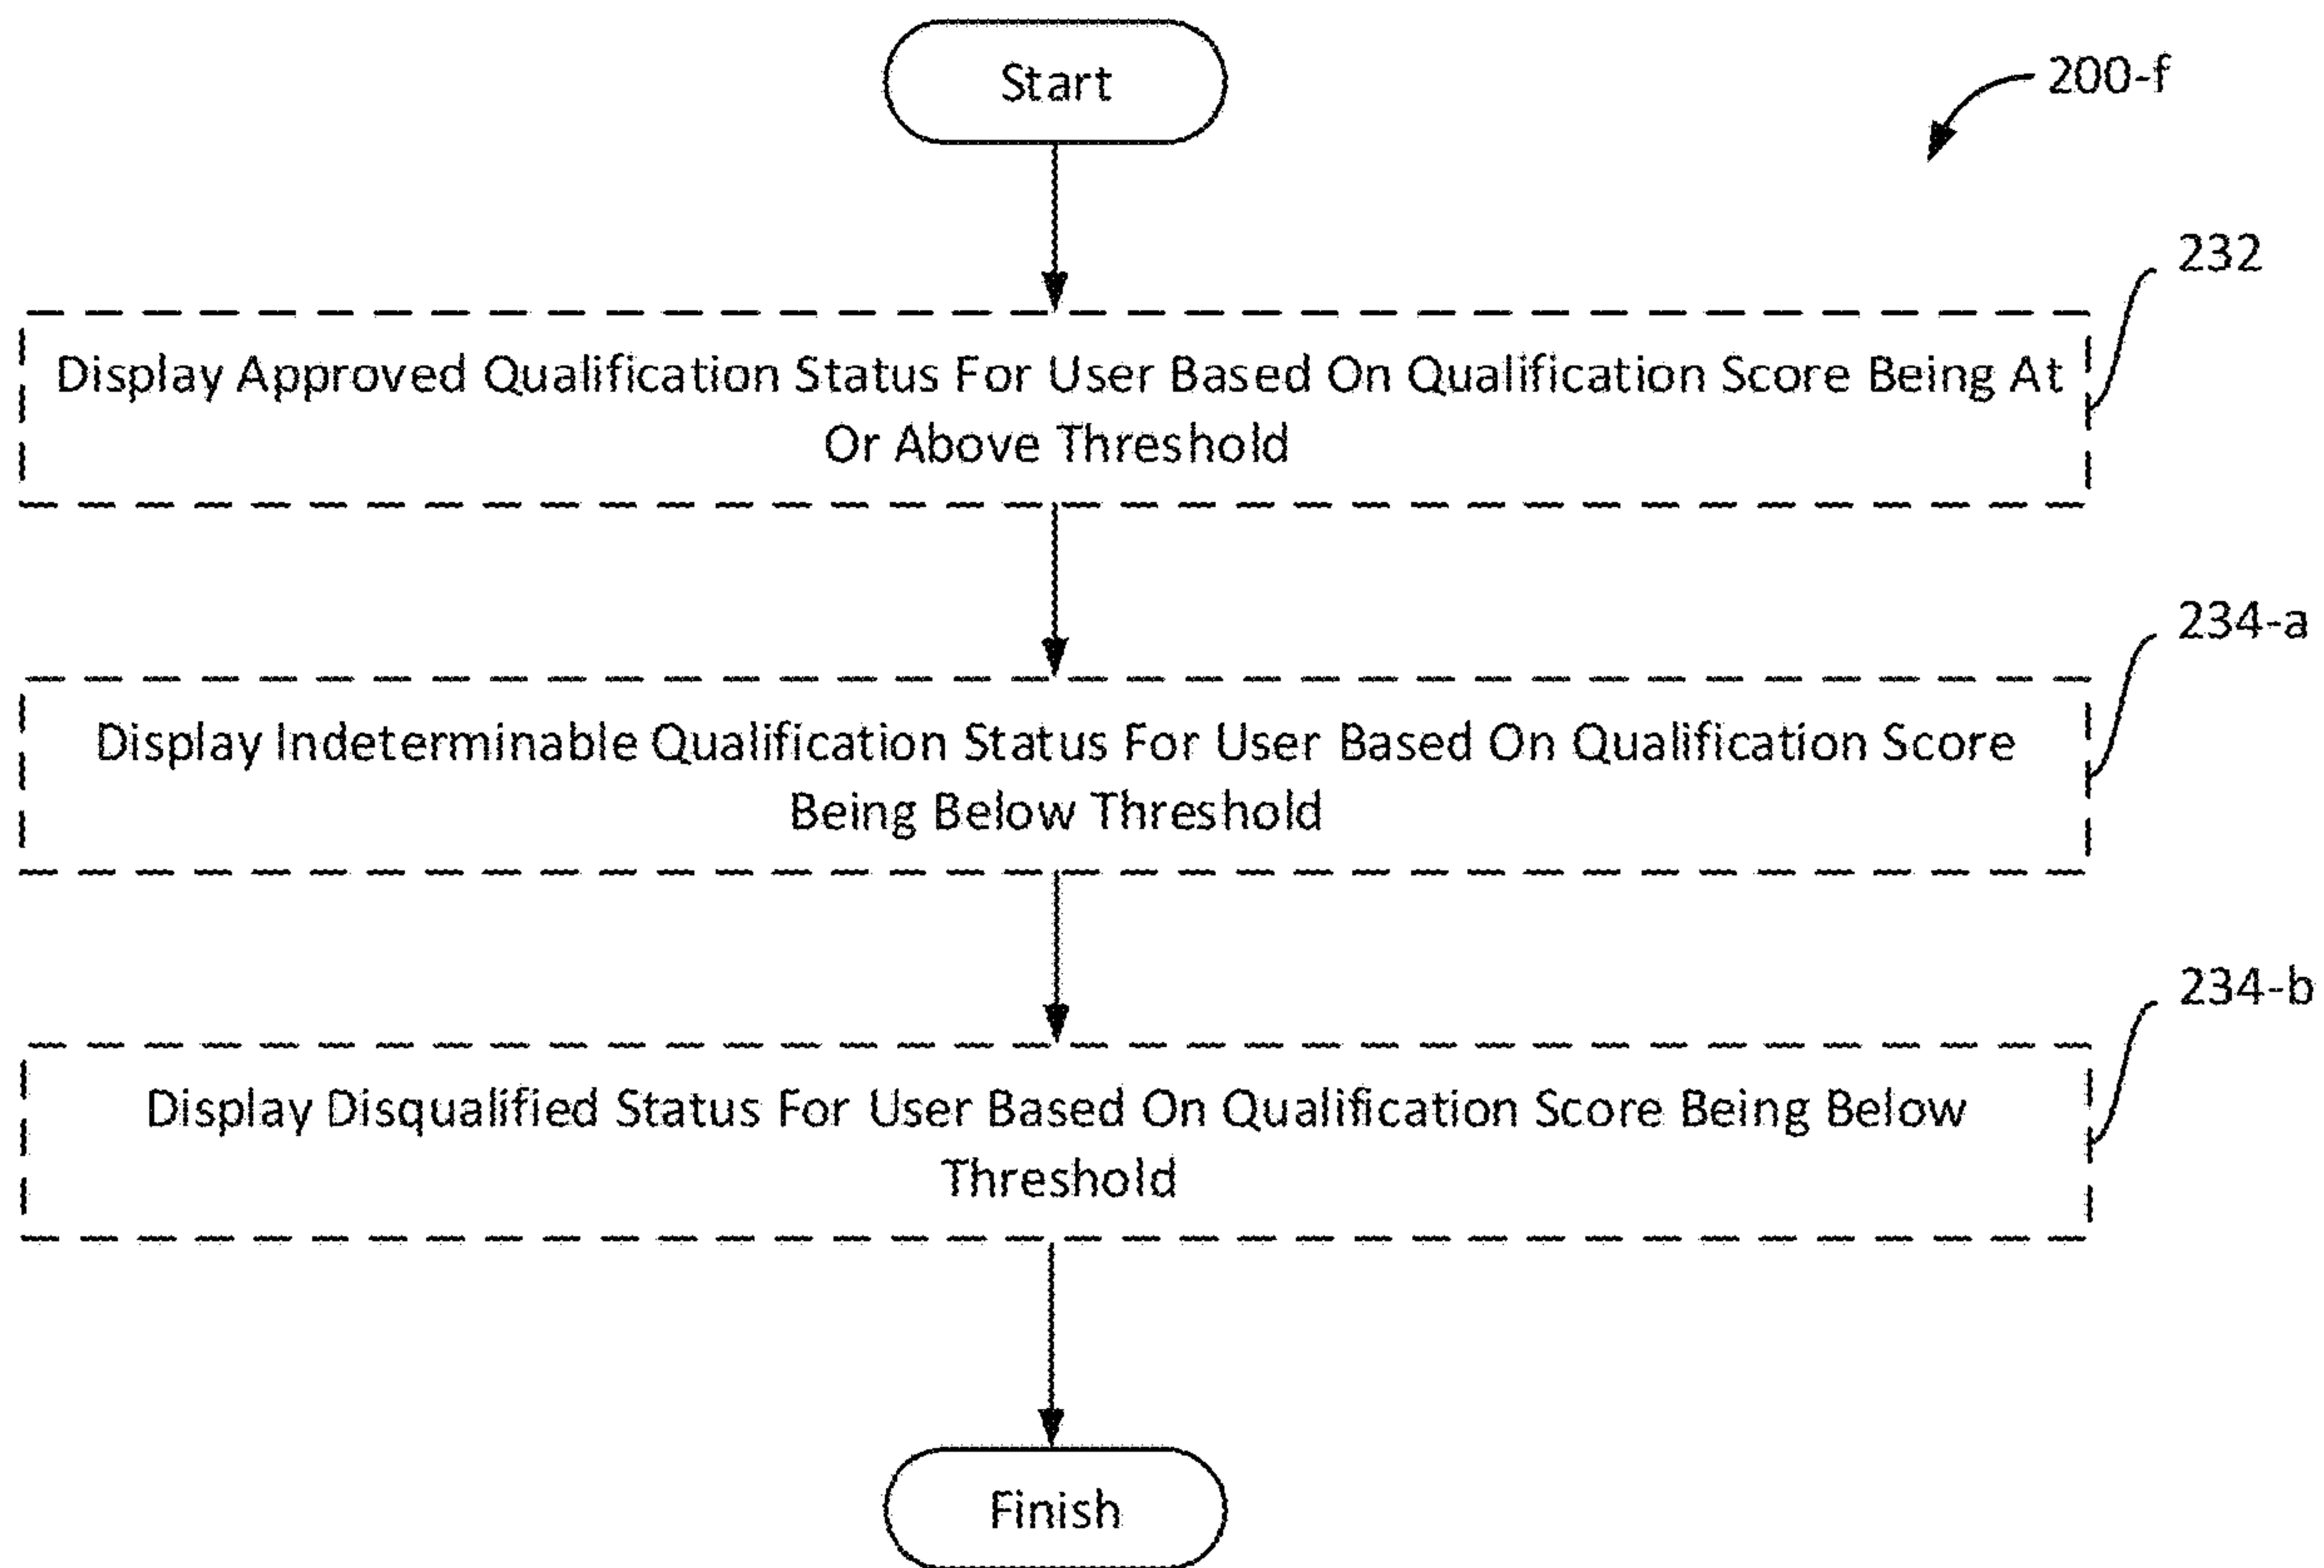 Start
200-f
232
Display Approved Qualification Status For User Based On Qualification Score Being At
Or Above Threshold
234-a
Display Indeterminable Qualification Status For User Based On Qualification Score
Being Below Threshold
234-b
Display Disqualified Status For User Based On Qualification Score Being Below
Threshold
Finish